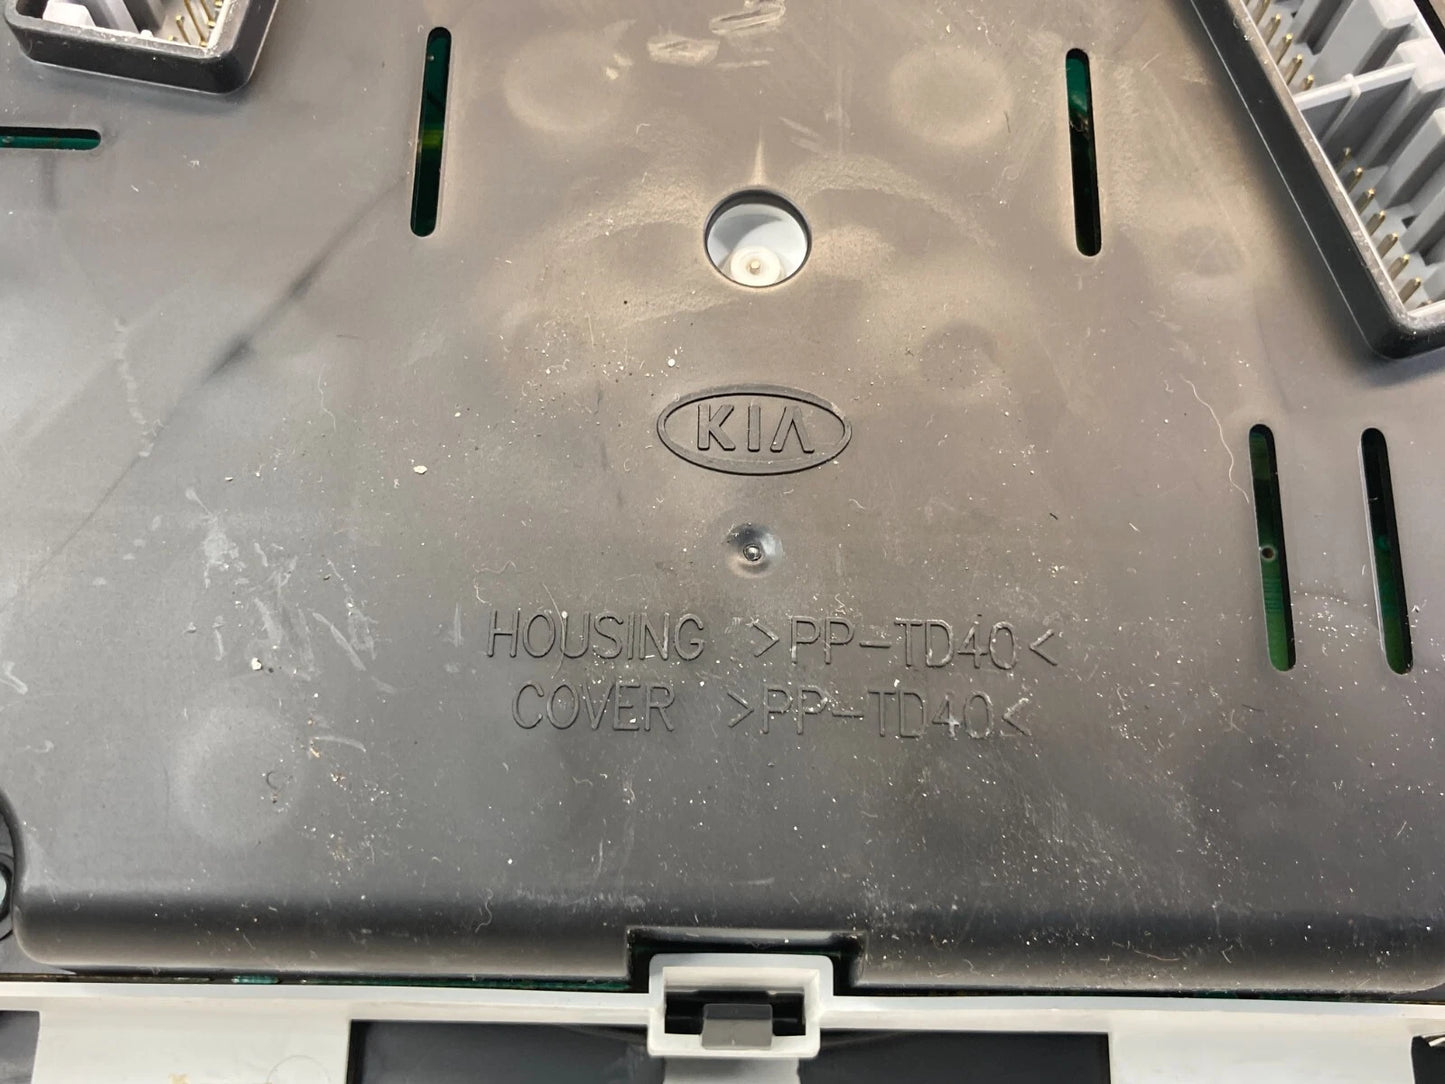 KIA
HOUSING >PP-TD40<
COVER >PP-TD40<